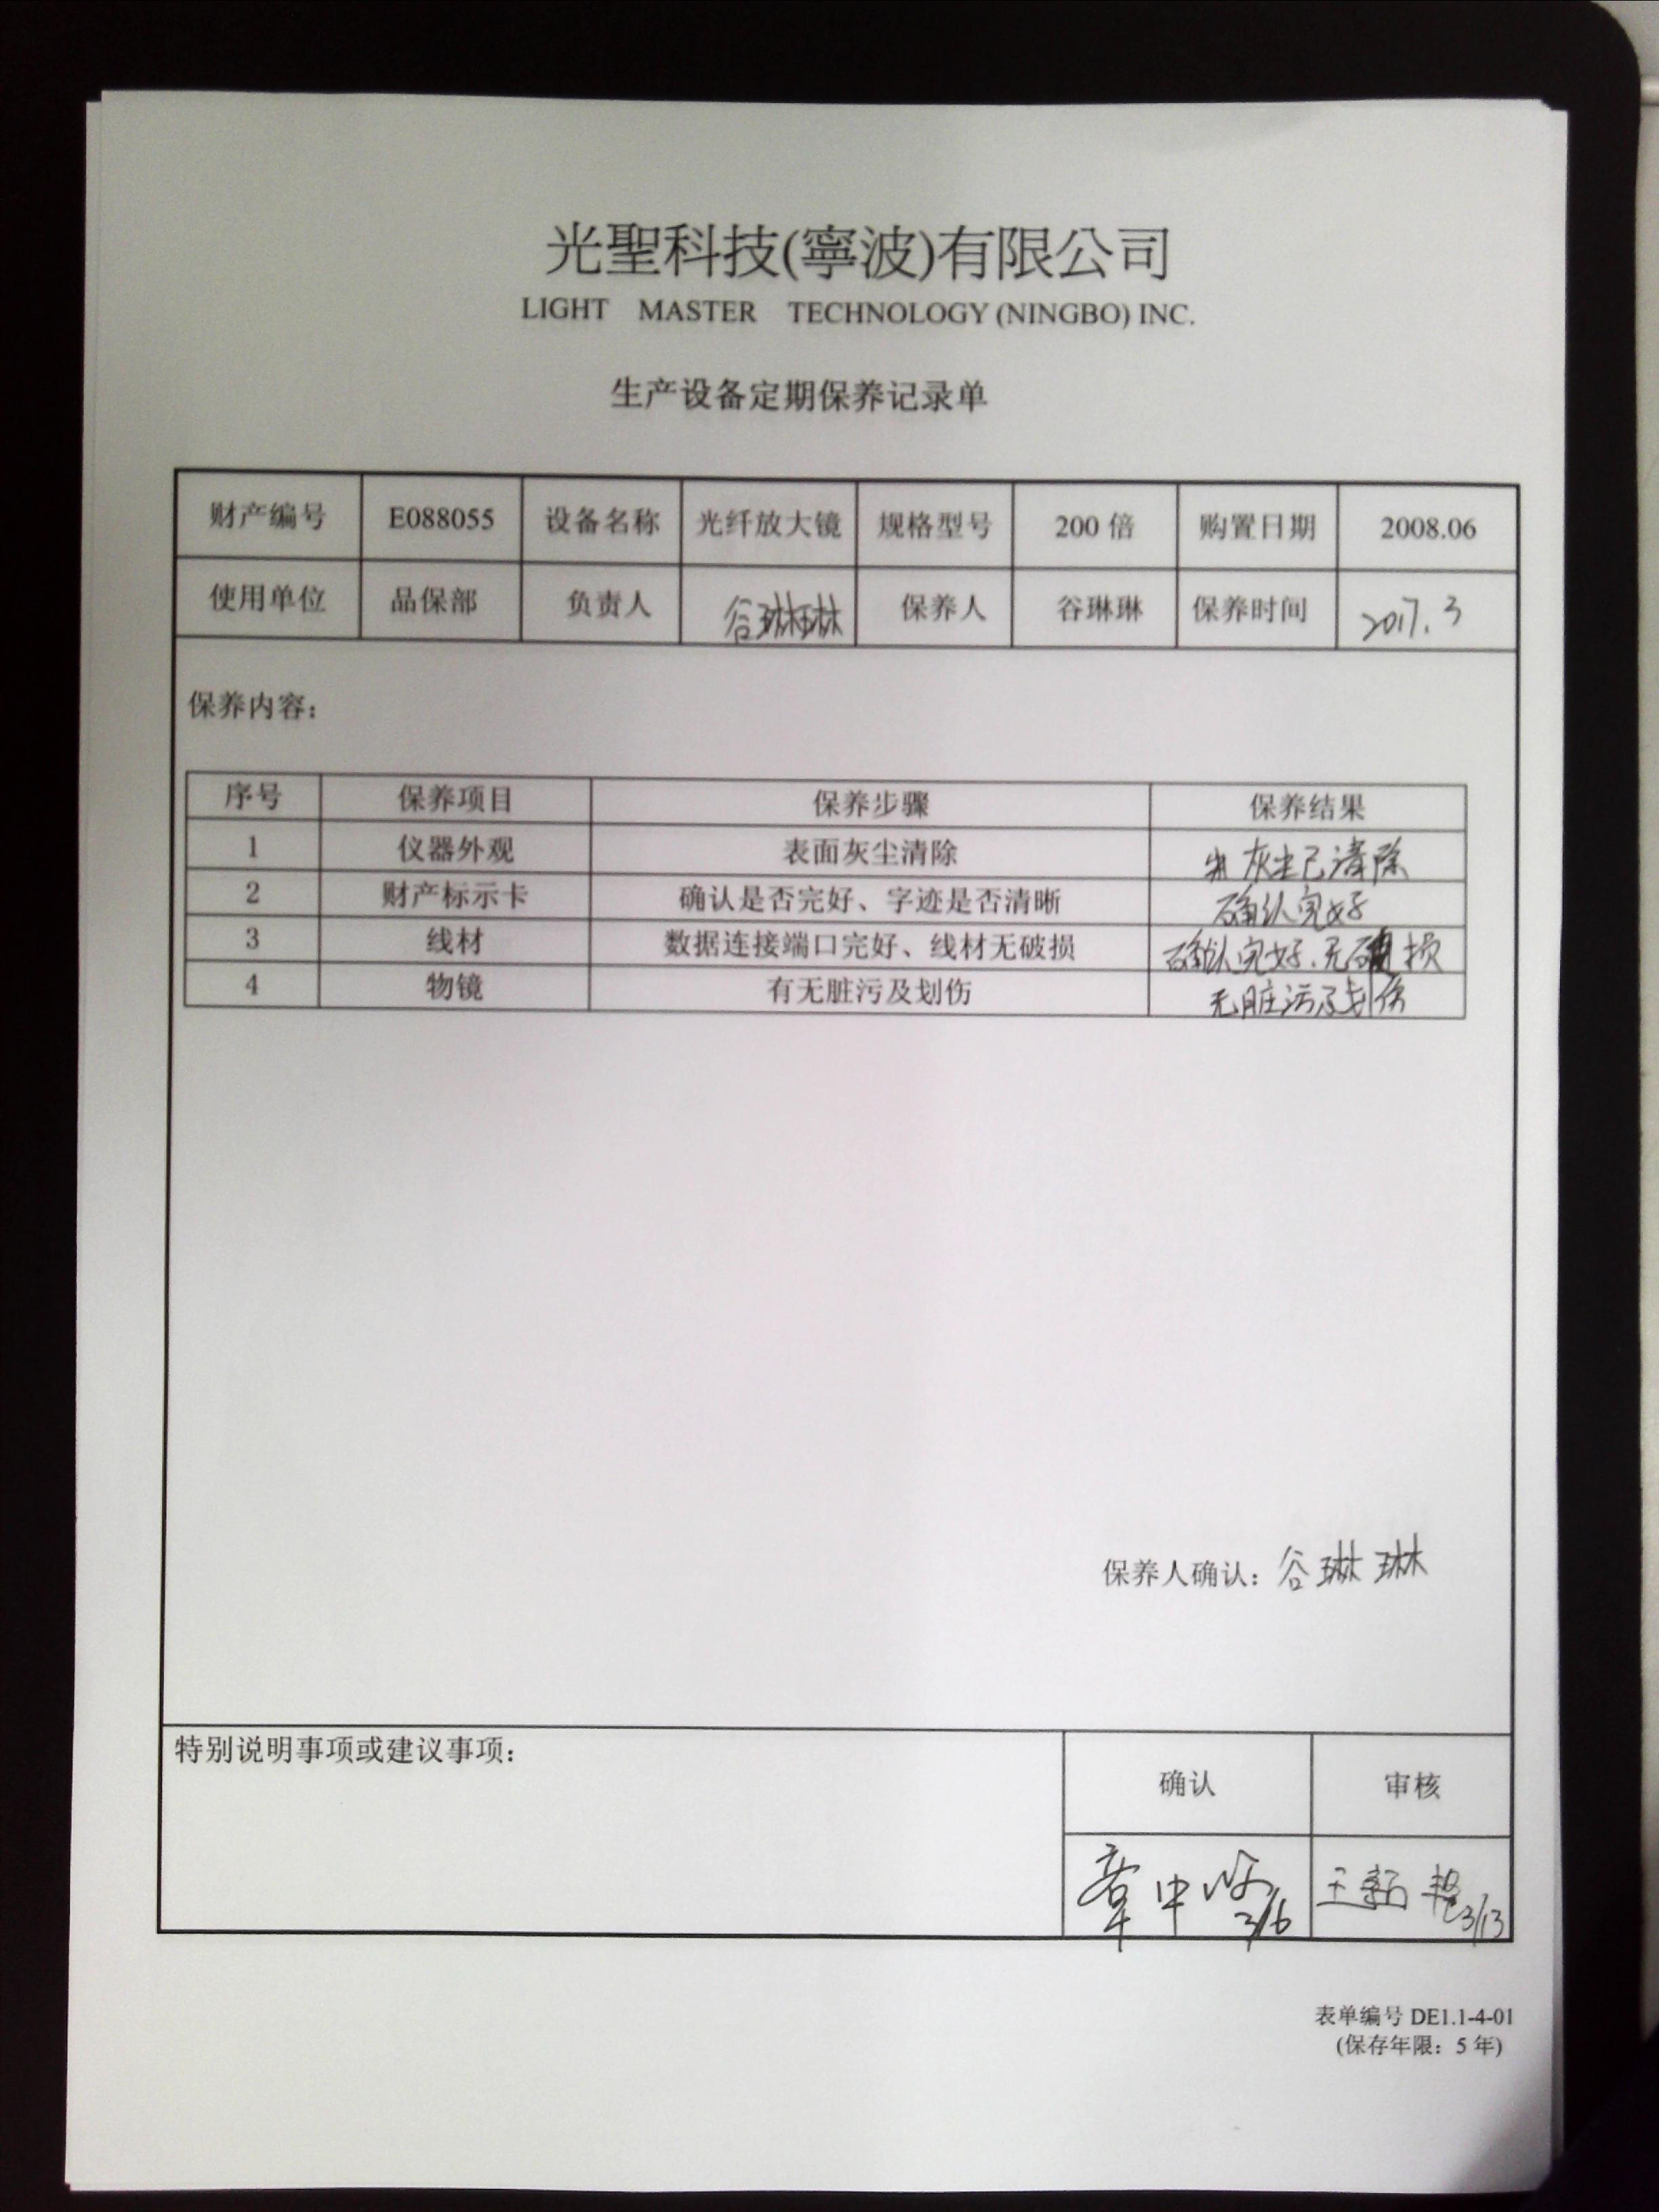 光聖科技(寧波)有限公司
LIGHT MASTER TECHNOLOGY (NINGBO) INC.
生产设备定期保养记录单
财产编号 E088055 设备名称 光纤放大镜 规格型号 200 倍 购置日期 2008.06
使用单位 品保部 负责人 谷琳琳 保养人 谷琳琳 保养时间 2017.3
保养内容：
序号 保养项目 保养步骤 保养结果
1 仪器外观 表面灰尘清除 灰尘已清除
2 财产标示卡 确认是否完好、字迹是否清晰 确认完好
3 线材 数据连接端口完好、线材无破损 确认完好、无破损
4 物镜 有无脏污及划伤 无脏污及划伤
保养人确认：谷琳琳
特别说明事项或建议事项：
确认 审核
章中 3/6 王新艳 3/13
表单编号 DE1.1-4-01
(保存年限：5 年)